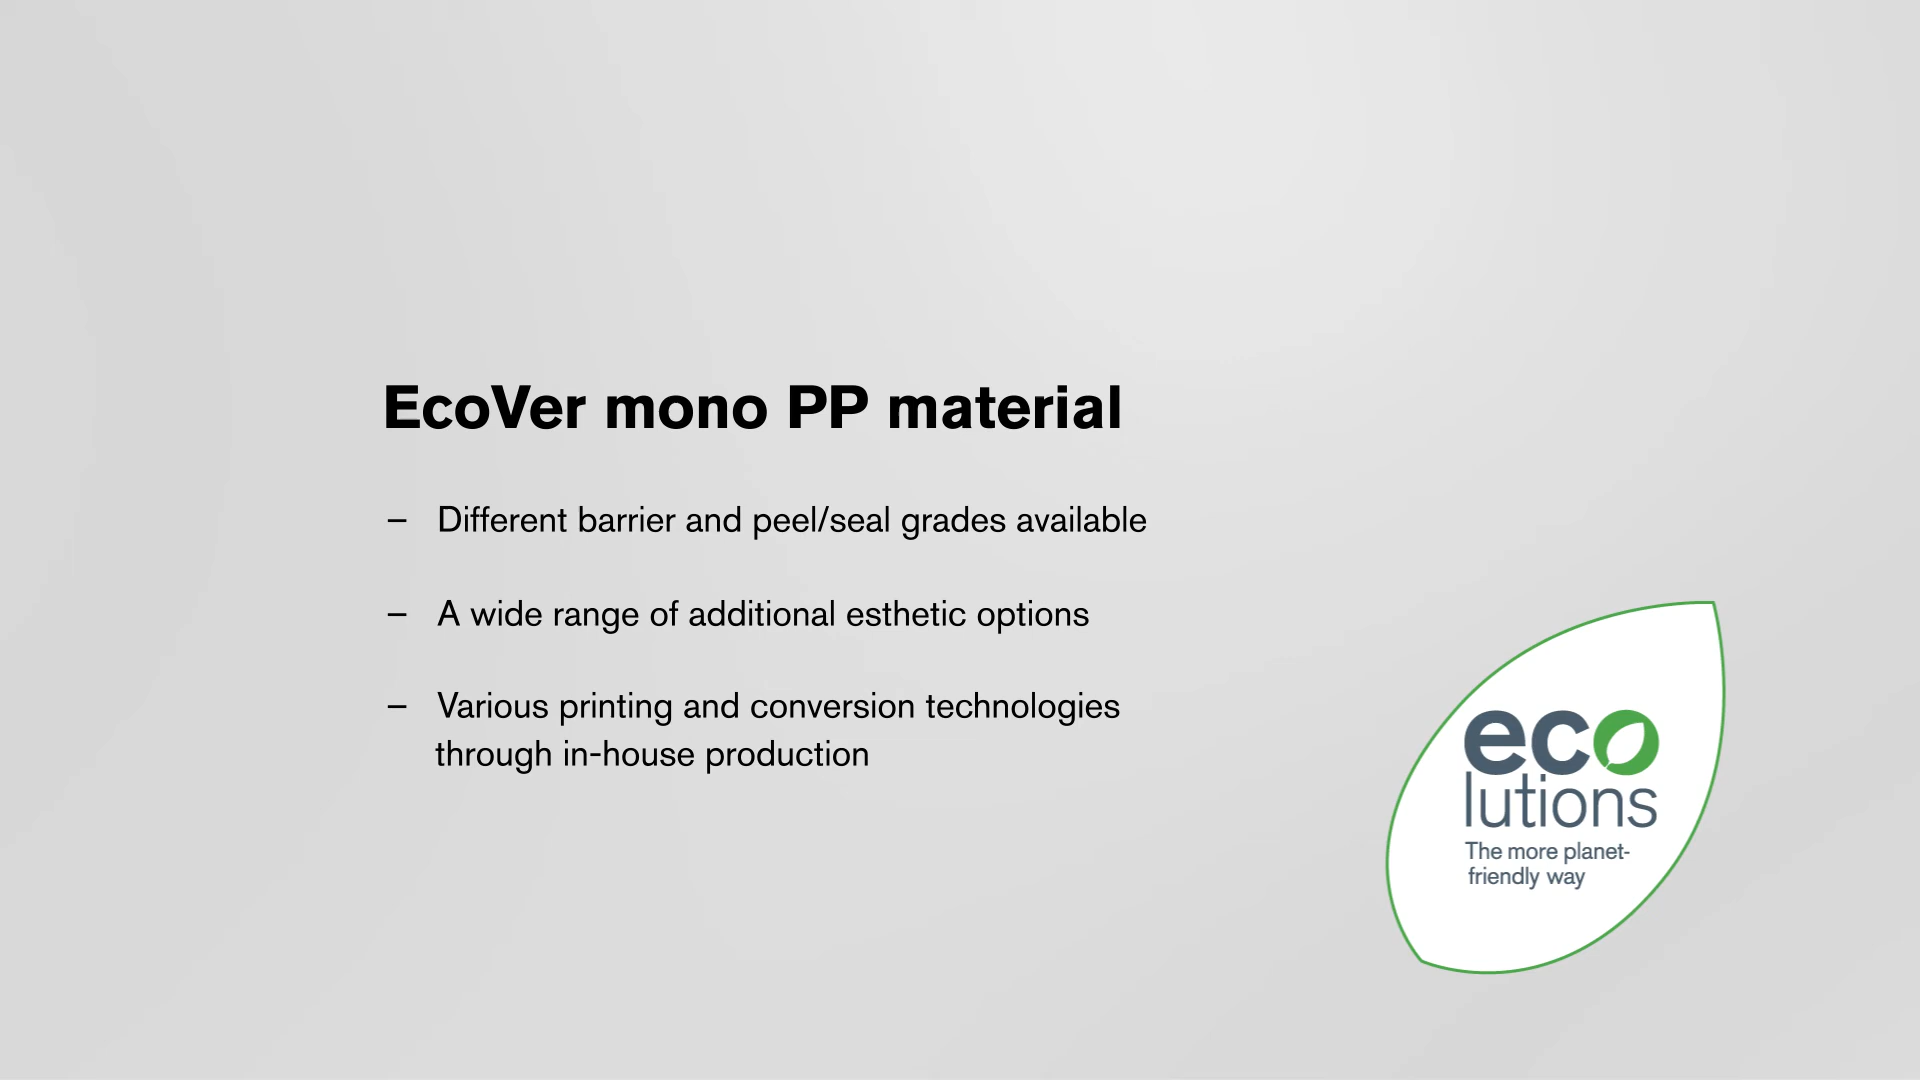 EcoVer mono PP material
– Different barrier and peel/seal grades available
– A wide range of additional esthetic options
– Various printing and conversion technologies
through in-house production
eco
lutions
The more planet-
friendly way